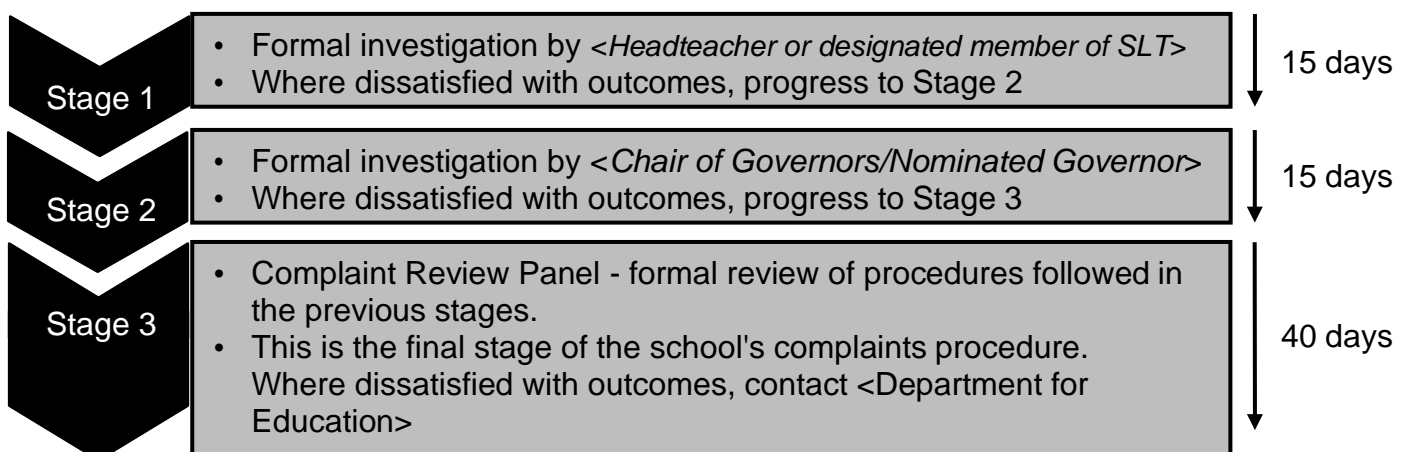 Stage 1
• Formal investigation by <Headteacher or designated member of SLT>
• Where dissatisfied with outcomes, progress to Stage 2
15 days
Stage 2
• Formal investigation by <Chair of Governors/Nominated Governor>
• Where dissatisfied with outcomes, progress to Stage 3
15 days
Stage 3
• Complaint Review Panel - formal review of procedures followed in
the previous stages.
• This is the final stage of the school's complaints procedure.
Where dissatisfied with outcomes, contact <Department for
Education>
40 days